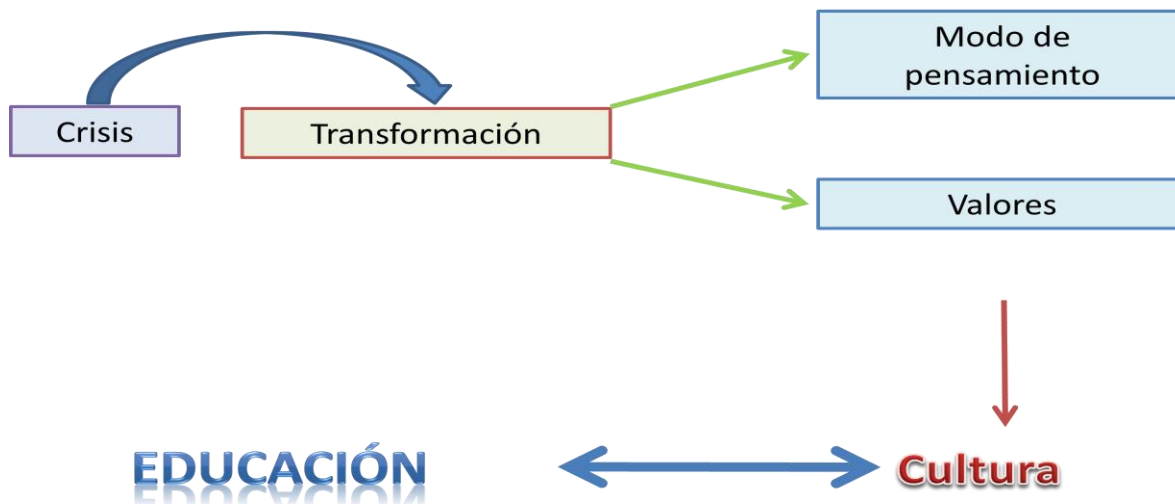 Modo de
pensamiento
Crisis
Transformación
Valores
EDUCACIÓN
Cultura